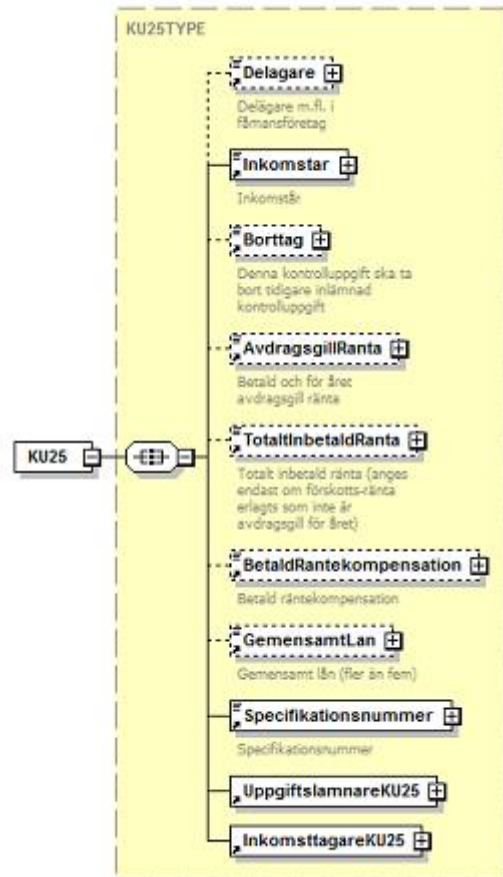 KU25TYPE
Delagare
Delägare m.fl. i
fåmansföretag
Inkomstar
Inkomstår
Borttag
Denna kontrolluppgift ska ta
bort tidigare inlämnad
kontrolluppgift
AvdragsgillRanta
Betald och för året
avdragsgill ränta
KU25
TotaltInbetaldRanta
Totalt inbetald ränta (anges
endast om förskotts-ränta
erlagts som inte är
avdragsgill för året)
BetaldRantekompensation
Betald räntekompensation
GemensamtLan
Gemensamt lån (fler än fem)
Specifikationsnummer
Specifikationsnummer
UppgiftslamnareKU25
InkomsttagareKU25